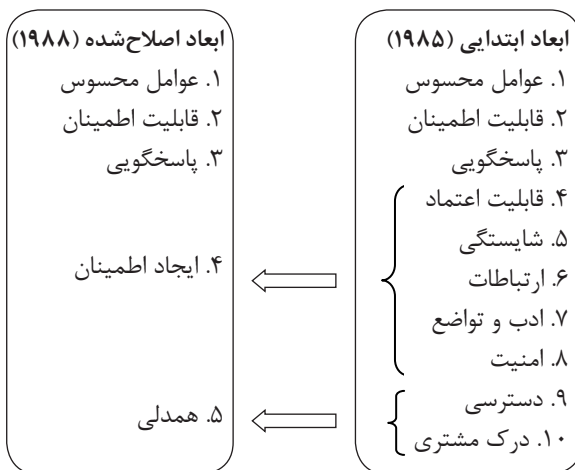 ابعاد ابتدایی (۱۹۸۵)
۱. عوامل محسوس
۲. قابلیت اطمینان
۳. پاسخگویی
۴. قابلیت اعتماد
۵. شایستگی
۶. ارتباطات
۷. ادب و تواضع
۸. امنیت
۹. دسترسی
۱۰. درک مشتری
ابعاد اصلاح‌شده (۱۹۸۸)
۱. عوامل محسوس
۲. قابلیت اطمینان
۳. پاسخگویی
۴. ایجاد اطمینان
۵. همدلی